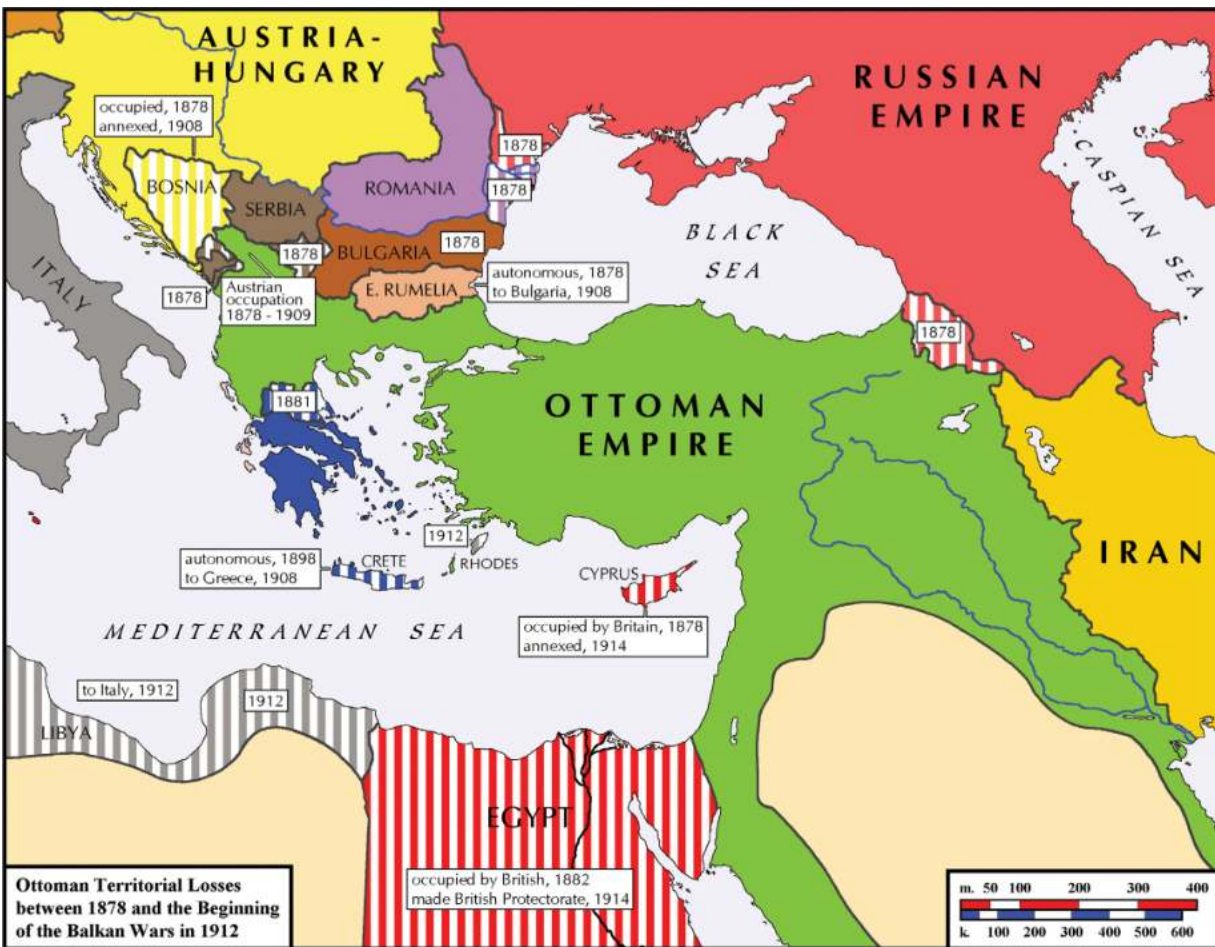 AUSTRIA-
HUNGARY
RUSSIAN
EMPIRE
occupied, 1878
annexed, 1908
BOSNIA
SERBIA
ROMANIA
1878
1878
CASPIAN SEA
BLACK
SEA
ITALY
1878
BULGARIA
1878
1878
Austrian
occupation
1878 - 1909
E. RUMELIA
autonomous, 1878
to Bulgaria, 1908
1878
1881
OTTOMAN
EMPIRE
IRAN
1912
RHODES
autonomous, 1898
to Greece, 1908
CRETE
CYPRUS
occupied by Britain, 1878
annexed, 1914
MEDITERRANEAN SEA
to Italy, 1912
1912
LIBYA
EGYPT
occupied by British, 1882
made British Protectorate, 1914
Ottoman Territorial Losses
between 1878 and the Beginning
of the Balkan Wars in 1912
m. 50 100 200 300 400
k. 100 200 300 400 500 600